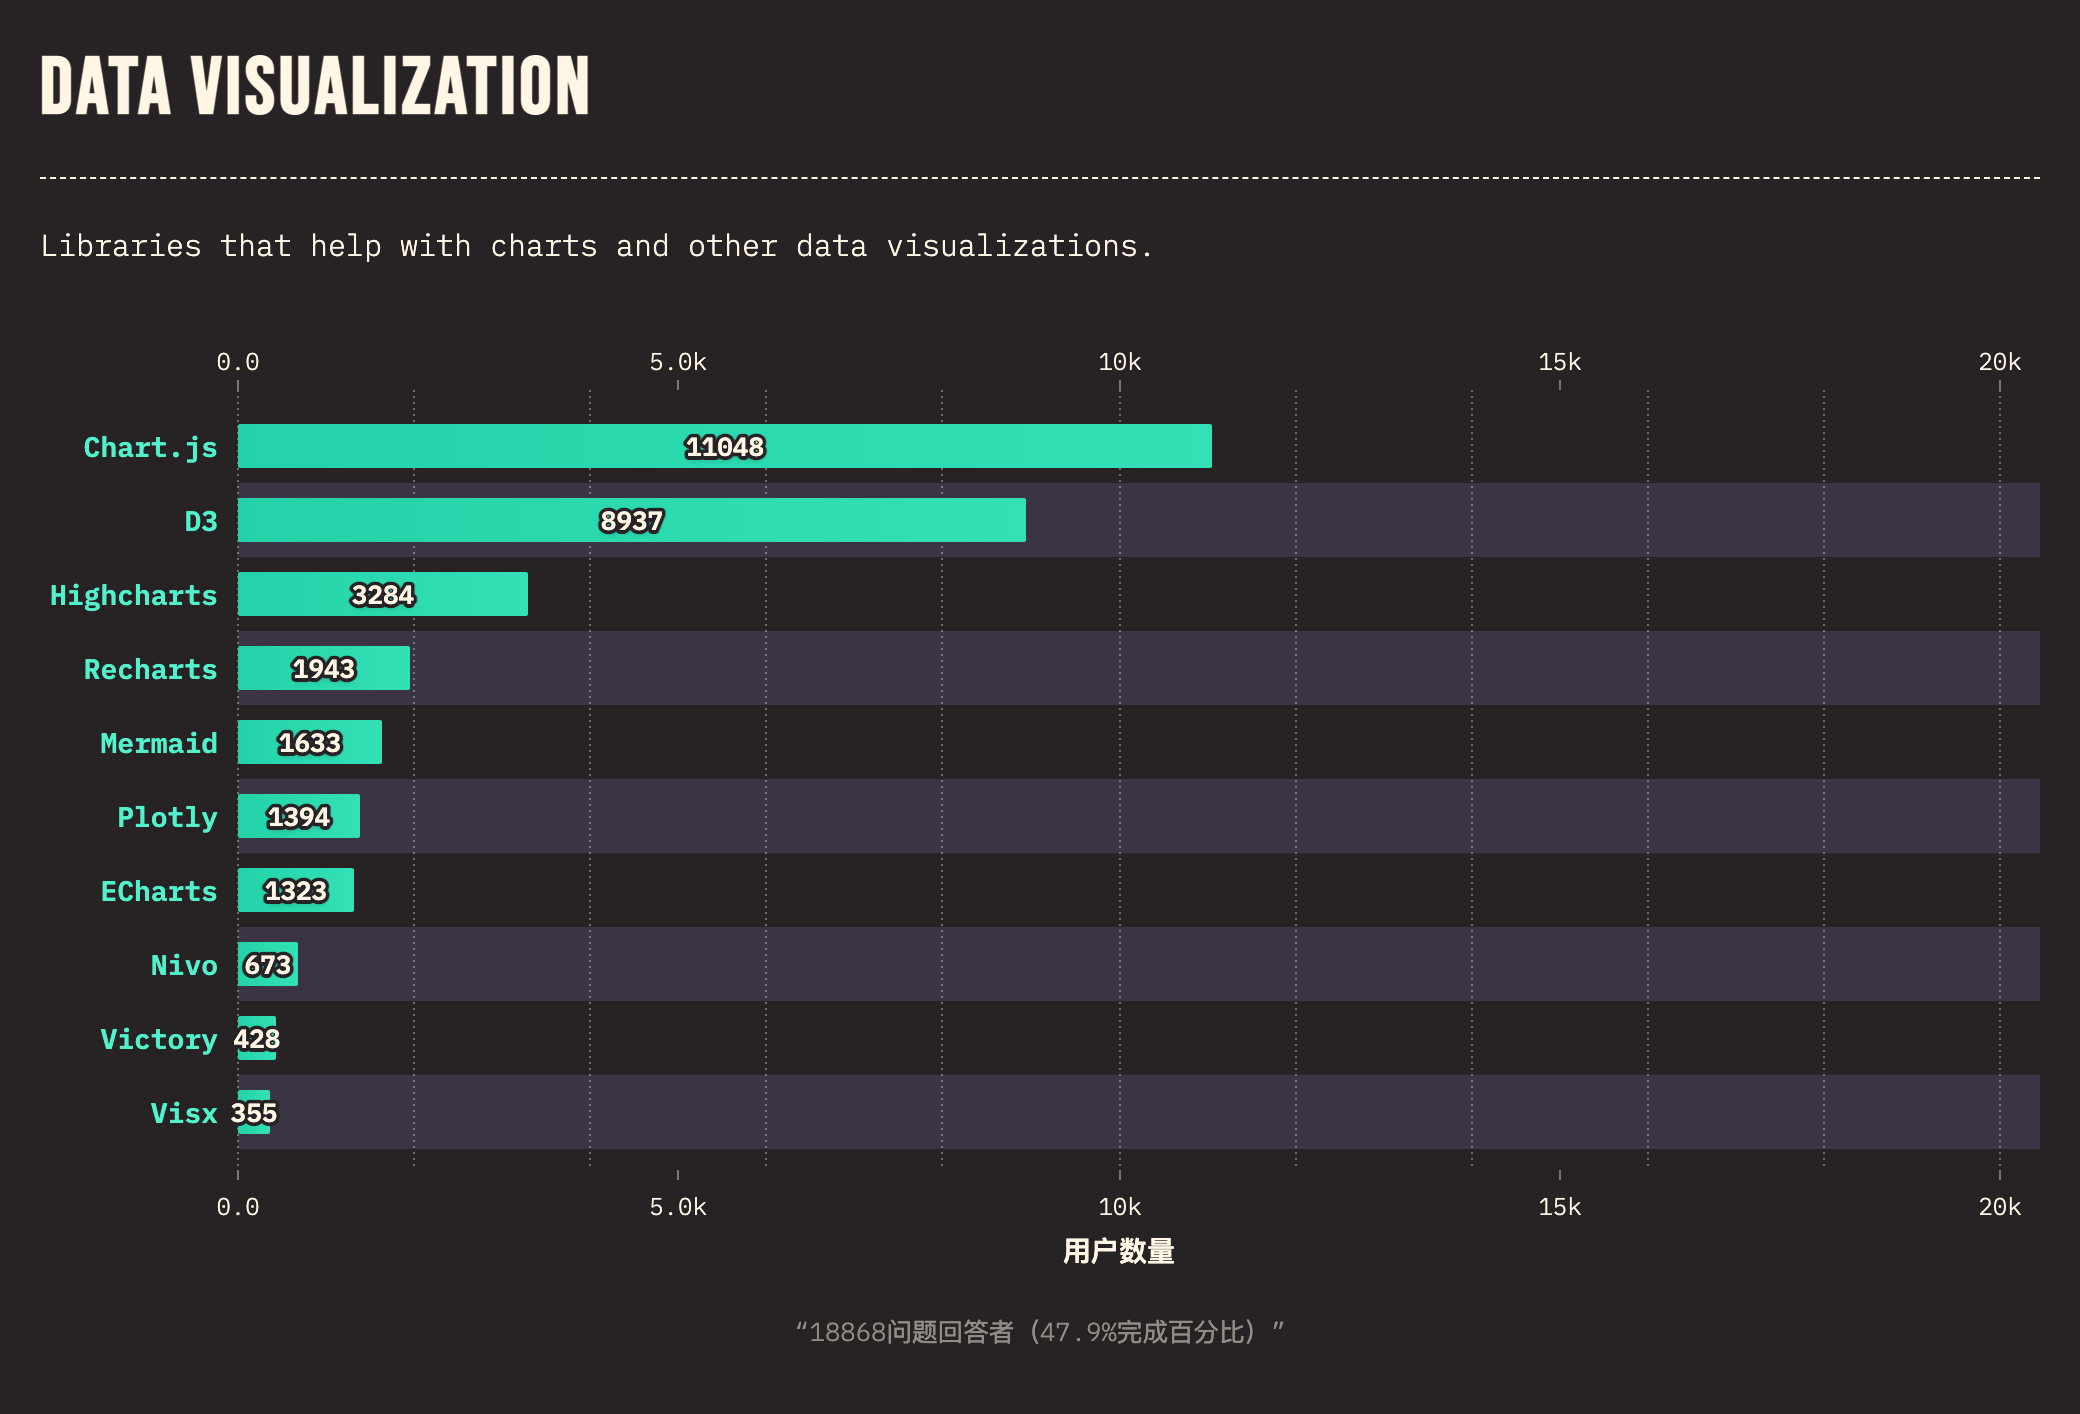 DATA VISUALIZATION
Libraries that help with charts and other data visualizations.
0.0 5.0k 10k 15k 20k
Chart.js 11048
D3 8937
Highcharts 3284
Recharts 1943
Mermaid 1633
Plotly 1394
ECharts 1323
Nivo 673
Victory 428
Visx 355
0.0 5.0k 10k 15k 20k
用户数量
“18868问题回答者（47.9%完成百分比）”